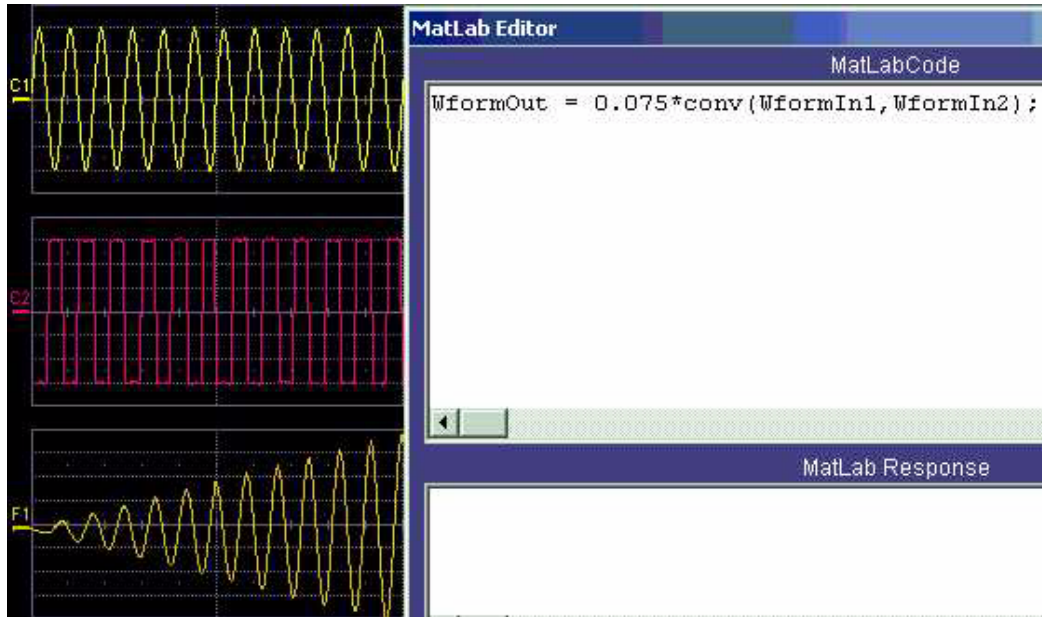 MatLab Editor
MatLabCode
WformOut = 0.075*conv(WformIn1,WformIn2);
C1
C2
MatLab Response
F1